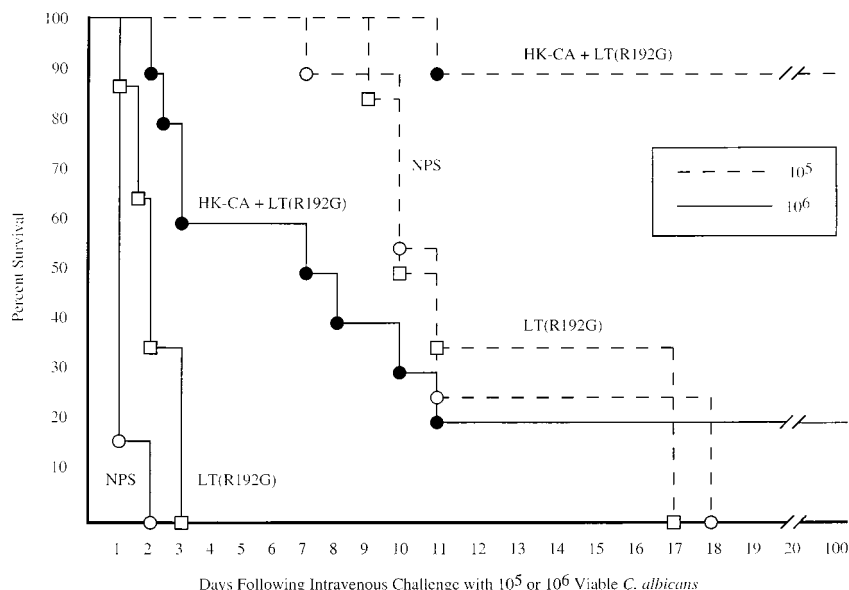 100
HK-CA + LT(R192G)
90
80
NPS
10⁵
70
10⁶
60
HK-CA + LT(R192G)
50
40
LT(R192G)
30
20
10
NPS
LT(R192G)
Percent Survival
1 2 3 4 5 6 7 8 9 10 11 12 13 14 15 16 17 18 19 20 100
Days Following Intravenous Challenge with 10⁵ or 10⁶ Viable C. albicans